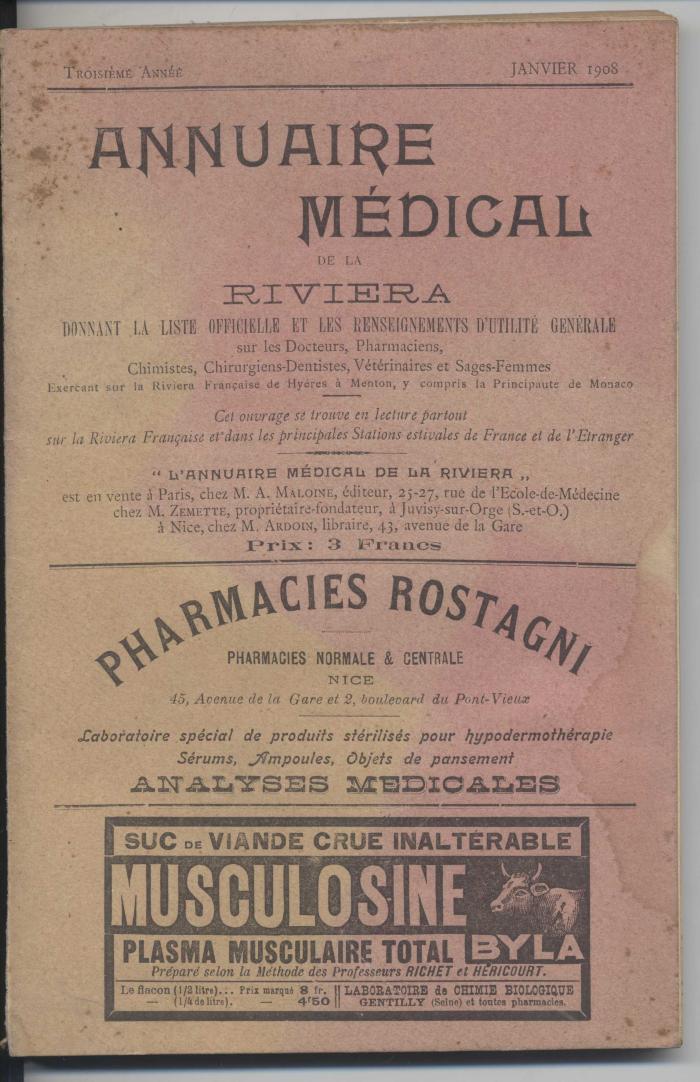 TROISIÈME ANNÉE
JANVIER 1908
ANNUAIRE
MÉDICAL
DE LA
RIVIERA
DONNANT LA LISTE OFFICIELLE ET LES RENSEIGNEMENTS D'UTILITÉ GENÉRALE
sur les Docteurs, Pharmaciens,
Chimistes, Chirurgiens-Dentistes, Vétérinaires et Sages-Femmes
Exercant sur la Riviera Française de Hyéres à Menton, y compris la Principaute de Monaco
Cet ouvrage se trouve en lecture partout
sur la Riviera Française et dans les principales Stations estivales de France et de l'Etranger
“ L'ANNUAIRE MÉDICAL DE LA RIVIERA „
est en vente à Paris, chez M. A. MALOINE, éditeur, 25-27, rue de l'Ecole-de-Médecine
chez M. ZEMETTE, propriétaire-fondateur, à Juvisy-sur-Orge (S.-et-O.)
à Nice, chez M. ARDOIN, libraire, 43, avenue de la Gare
Prix: 3 Francs
PHARMACIES ROSTAGNI
PHARMACIES NORMALE & CENTRALE
NICE
45, Avenue de la Gare et 2, boulevard du Pont-Vieux
Laboratoire spécial de produits stérilisés pour hypodermothérapie
Sérums, Ampoules, Objets de pansement
ANALYSES MEDICALES
SUC DE VIANDE CRUE INALTÉRABLE
MUSCULOSINE
PLASMA MUSCULAIRE TOTAL BYLA
Préparé selon la Méthode des Professeurs RICHET et HÉRICOURT.
Le flacon (1/2 litre)... Prix marqué 8 fr.
— (1/4 de litre). — 4f50
LABORATOIRE de CHIMIE BIOLOGIQUE
GENTILLY (Seine) et toutes pharmacies.